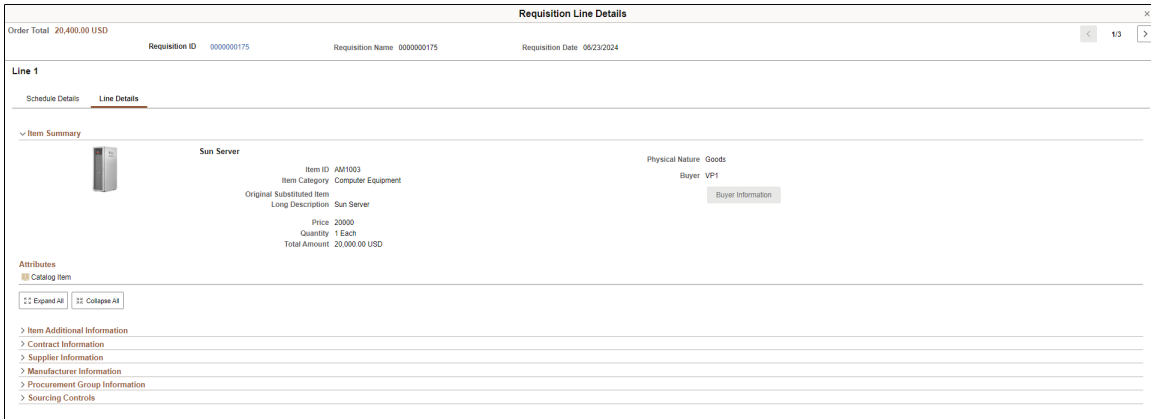 Requisition Line Details
×
Order Total 20,400.00 USD
1/3
Requisition ID 0000000175 Requisition Name 0000000175 Requisition Date 06/23/2024
Line 1
Schedule Details Line Details
Item Summary
Sun Server
Physical Nature Goods
Item ID AM1003
Buyer VP1
Item Category Computer Equipment
Original Substituted Item
Buyer Information
Long Description Sun Server
Price 20000
Quantity 1 Each
Total Amount 20,000.00 USD
Attributes
Catalog Item
Expand All Collapse All
Item Additional Information
Contract Information
Supplier Information
Manufacturer Information
Procurement Group Information
Sourcing Controls